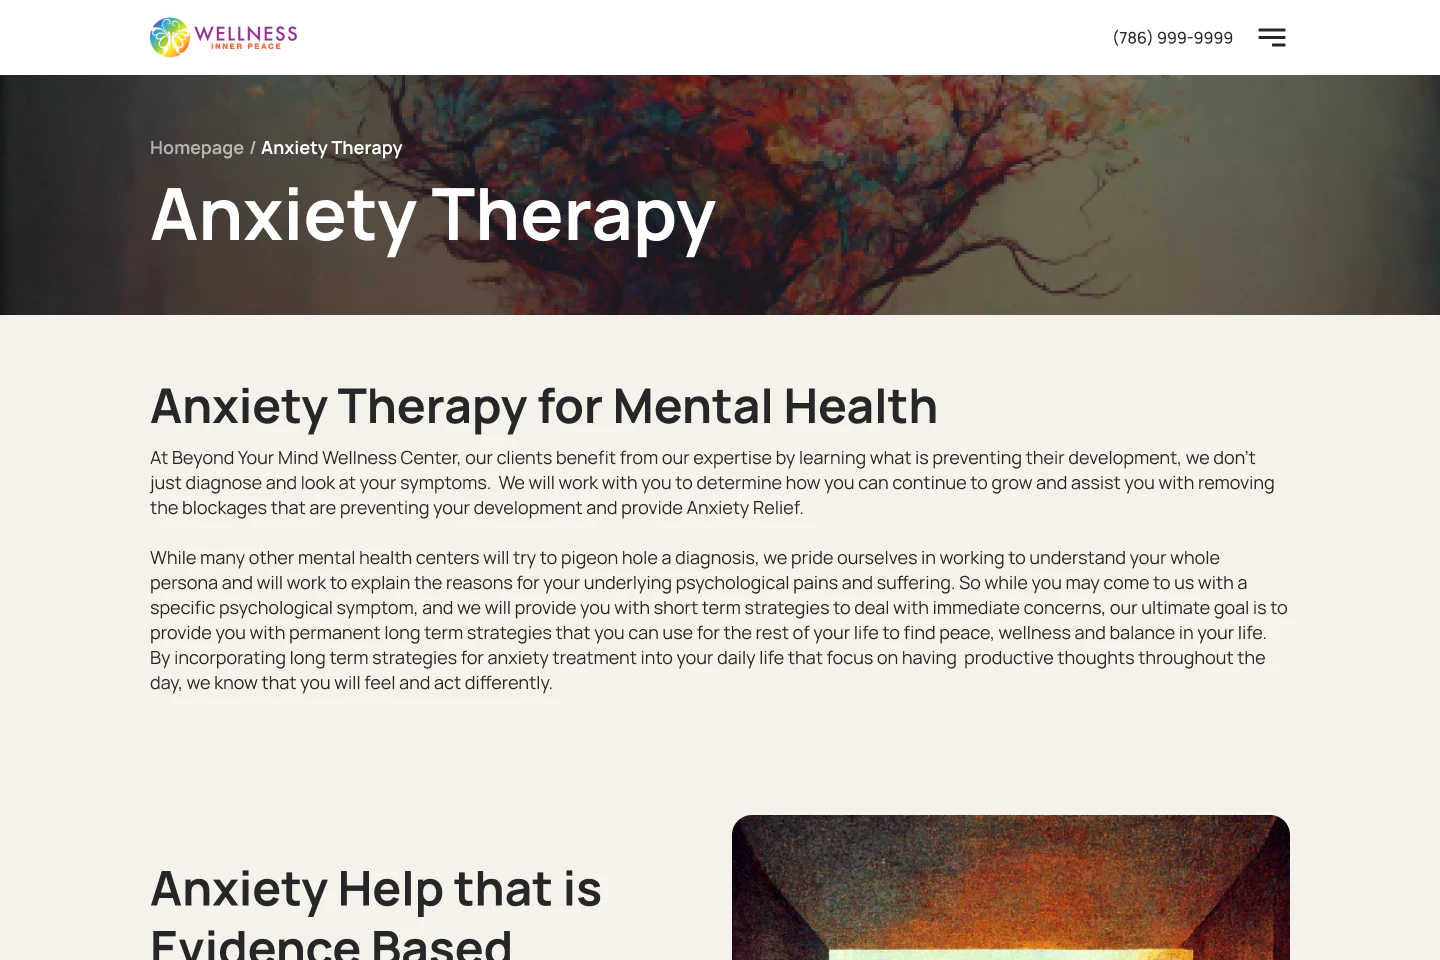 WELLNESS
INNER PEACE
(786) 999-9999
Homepage / Anxiety Therapy
Anxiety Therapy
Anxiety Therapy for Mental Health
At Beyond Your Mind Wellness Center, our clients benefit from our expertise by learning what is preventing their development, we don't
just diagnose and look at your symptoms.  We will work with you to determine how you can continue to grow and assist you with removing
the blockages that are preventing your development and provide Anxiety Relief.
While many other mental health centers will try to pigeon hole a diagnosis, we pride ourselves in working to understand your whole
persona and will work to explain the reasons for your underlying psychological pains and suffering. So while you may come to us with a
specific psychological symptom, and we will provide you with short term strategies to deal with immediate concerns, our ultimate goal is to
provide you with permanent long term strategies that you can use for the rest of your life to find peace, wellness and balance in your life.
By incorporating long term strategies for anxiety treatment into your daily life that focus on having  productive thoughts throughout the
day, we know that you will feel and act differently.
Anxiety Help that is
Evidence Based